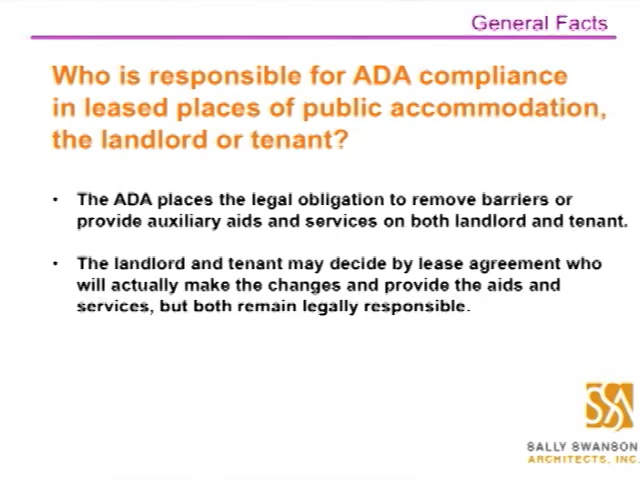 General Facts
Who is responsible for ADA compliance
in leased places of public accommodation,
the landlord or tenant?
• The ADA places the legal obligation to remove barriers or
provide auxiliary aids and services on both landlord and tenant.
• The landlord and tenant may decide by lease agreement who
will actually make the changes and provide the aids and
services, but both remain legally responsible.
SSA
SALLY SWANSON
ARCHITECTS, INC.